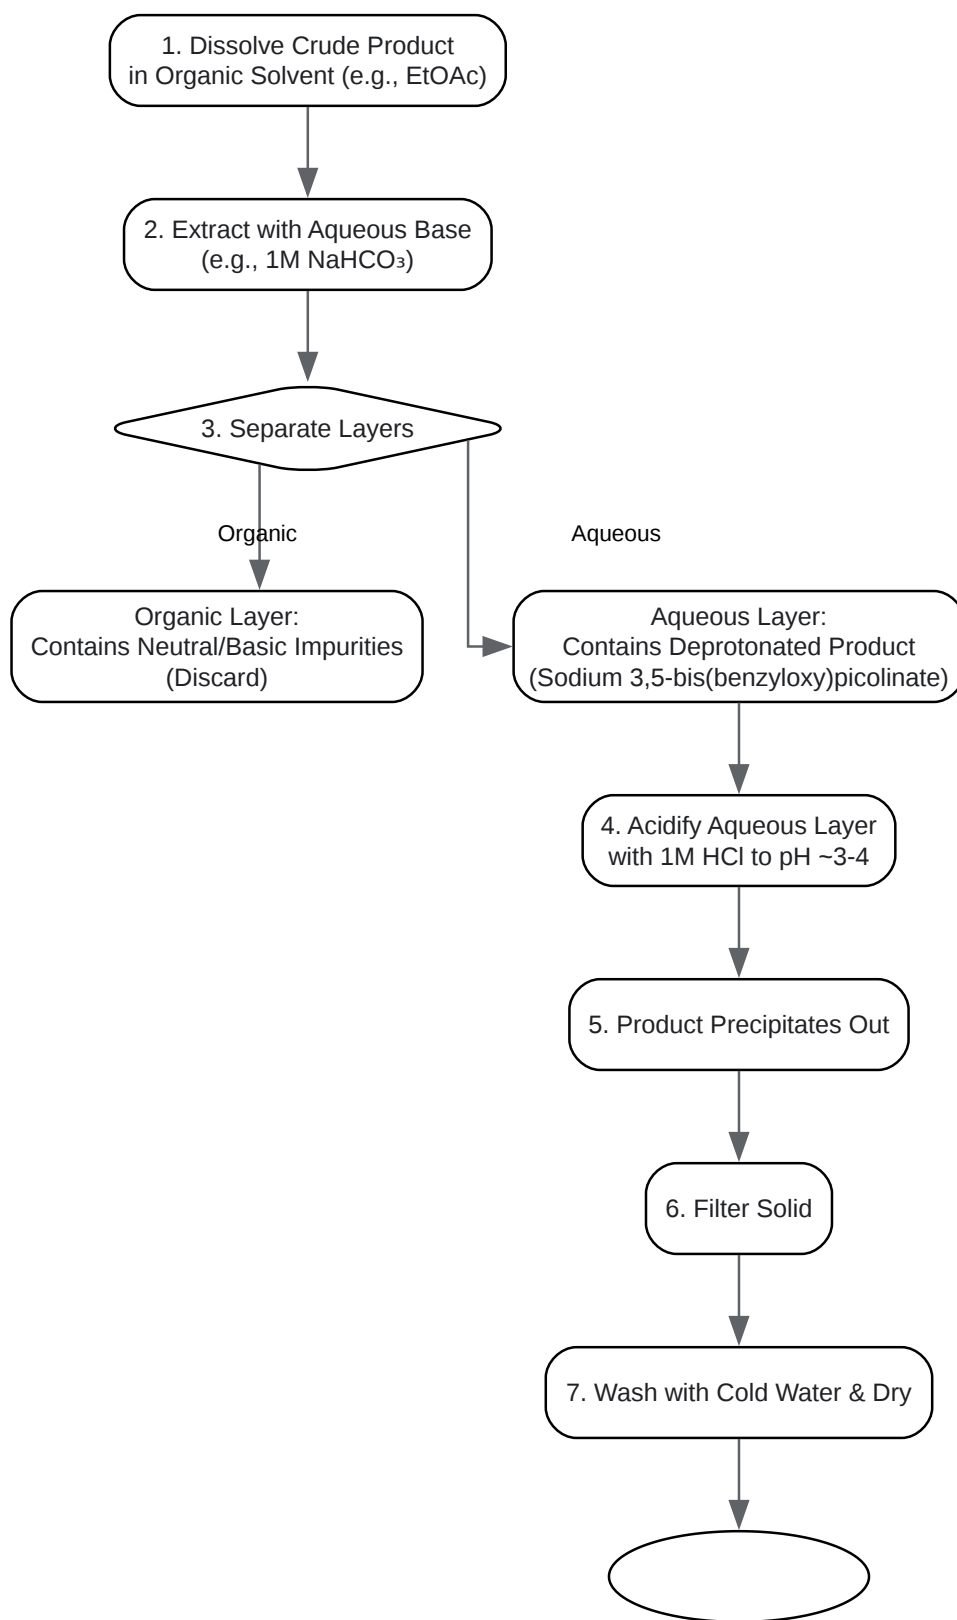 1. Dissolve Crude Product
in Organic Solvent (e.g., EtOAc)
2. Extract with Aqueous Base
(e.g., 1M NaHCO₃)
3. Separate Layers
Organic
Aqueous
Organic Layer:
Contains Neutral/Basic Impurities
(Discard)
Aqueous Layer:
Contains Deprotonated Product
(Sodium 3,5-bis(benzyloxy)picolinate)
4. Acidify Aqueous Layer
with 1M HCl to pH ~3-4
5. Product Precipitates Out
6. Filter Solid
7. Wash with Cold Water & Dry